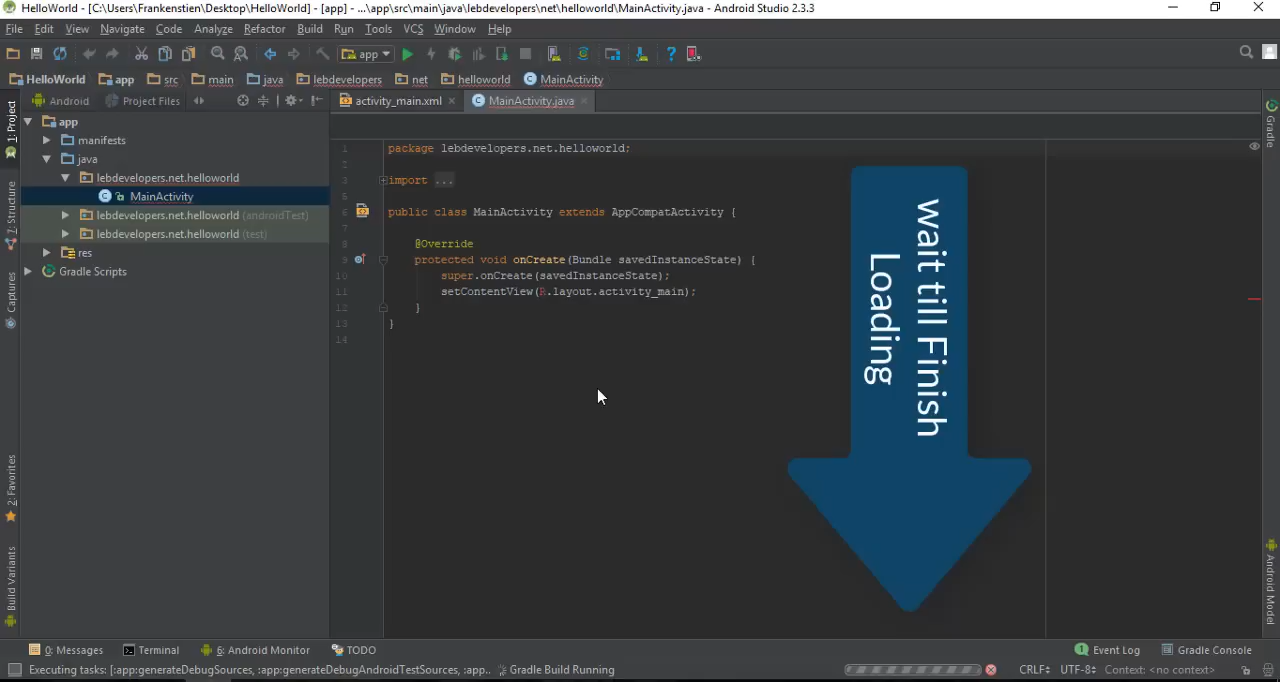 HelloWorld - [C:\Users\Frankenstien\Desktop\HelloWorld] - [app] - ...\app\src\main\java\lebdevelopers\net\helloworld\MainActivity.java - Android Studio 2.3.3
File Edit View Navigate Code Analyze Refactor Build Run Tools VCS Window Help
app
HelloWorld app src main java lebdevelopers net helloworld MainActivity
Android Project Files
activity_main.xml MainActivity.java
1: Project
Z: Structure
Captures
2: Favorites
Build Variants
app
manifests
java
lebdevelopers.net.helloworld
MainActivity
lebdevelopers.net.helloworld (androidTest)
lebdevelopers.net.helloworld (test)
res
Gradle Scripts
1 package lebdevelopers.net.helloworld;
2
3 import ...
5
6 public class MainActivity extends AppCompatActivity {
7
8 @Override
9 protected void onCreate(Bundle savedInstanceState) {
10 super.onCreate(savedInstanceState);
11 setContentView(R.layout.activity_main);
12 }
13 }
14
wait till Finish
Loading
Gradle
Android Model
0: Messages Terminal 6: Android Monitor TODO
1 Event Log Gradle Console
Executing tasks: [:app:generateDebugSources, :app:generateDebugAndroidTestSources, :app.. Gradle Build Running
CRLF UTF-8 Context: <no context>